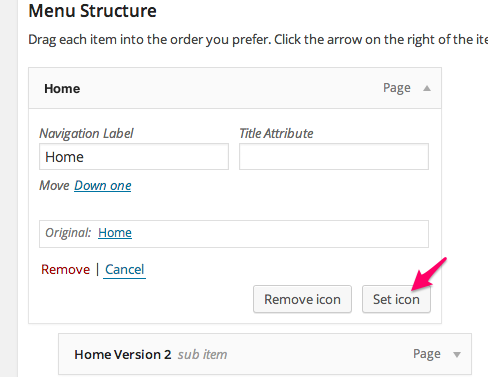 Menu Structure
Drag each item into the order you prefer. Click the arrow on the right of the
Home Page
Navigation Label Title Attribute
Home
Move Down one
Original: Home
Remove | Cancel
Remove icon Set icon
Home Version 2 sub item Page